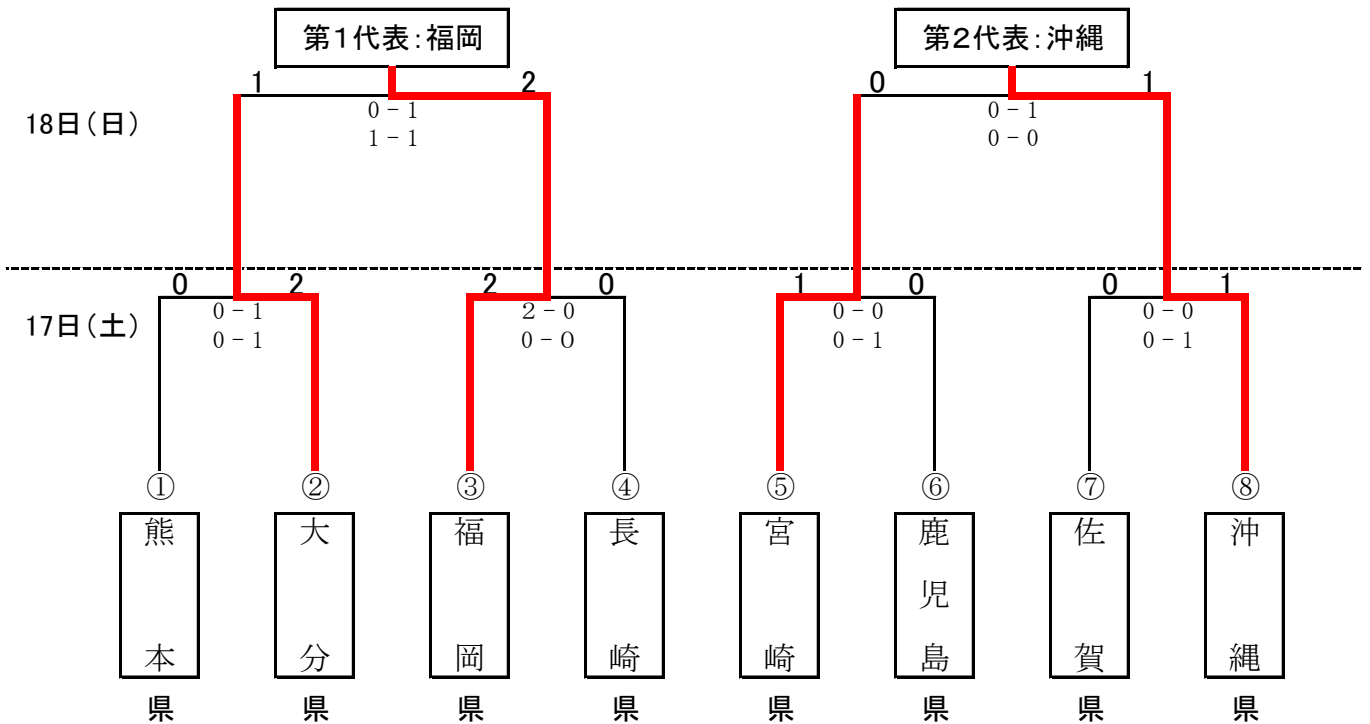 第1代表:福岡 第2代表:沖縄
1 2 0 1
18日(日) 0-1 0-1
1-1 0-0
0 2 2 0 1 0 0 1
17日(土) 0-1 2-0 0-0 0-0
0-1 0-0 0-1 0-1
① ② ③ ④ ⑤ ⑥ ⑦ ⑧
熊本 大分 福岡 長崎 宮崎 鹿児島 佐賀 沖縄
県 県 県 県 県 県 県 県